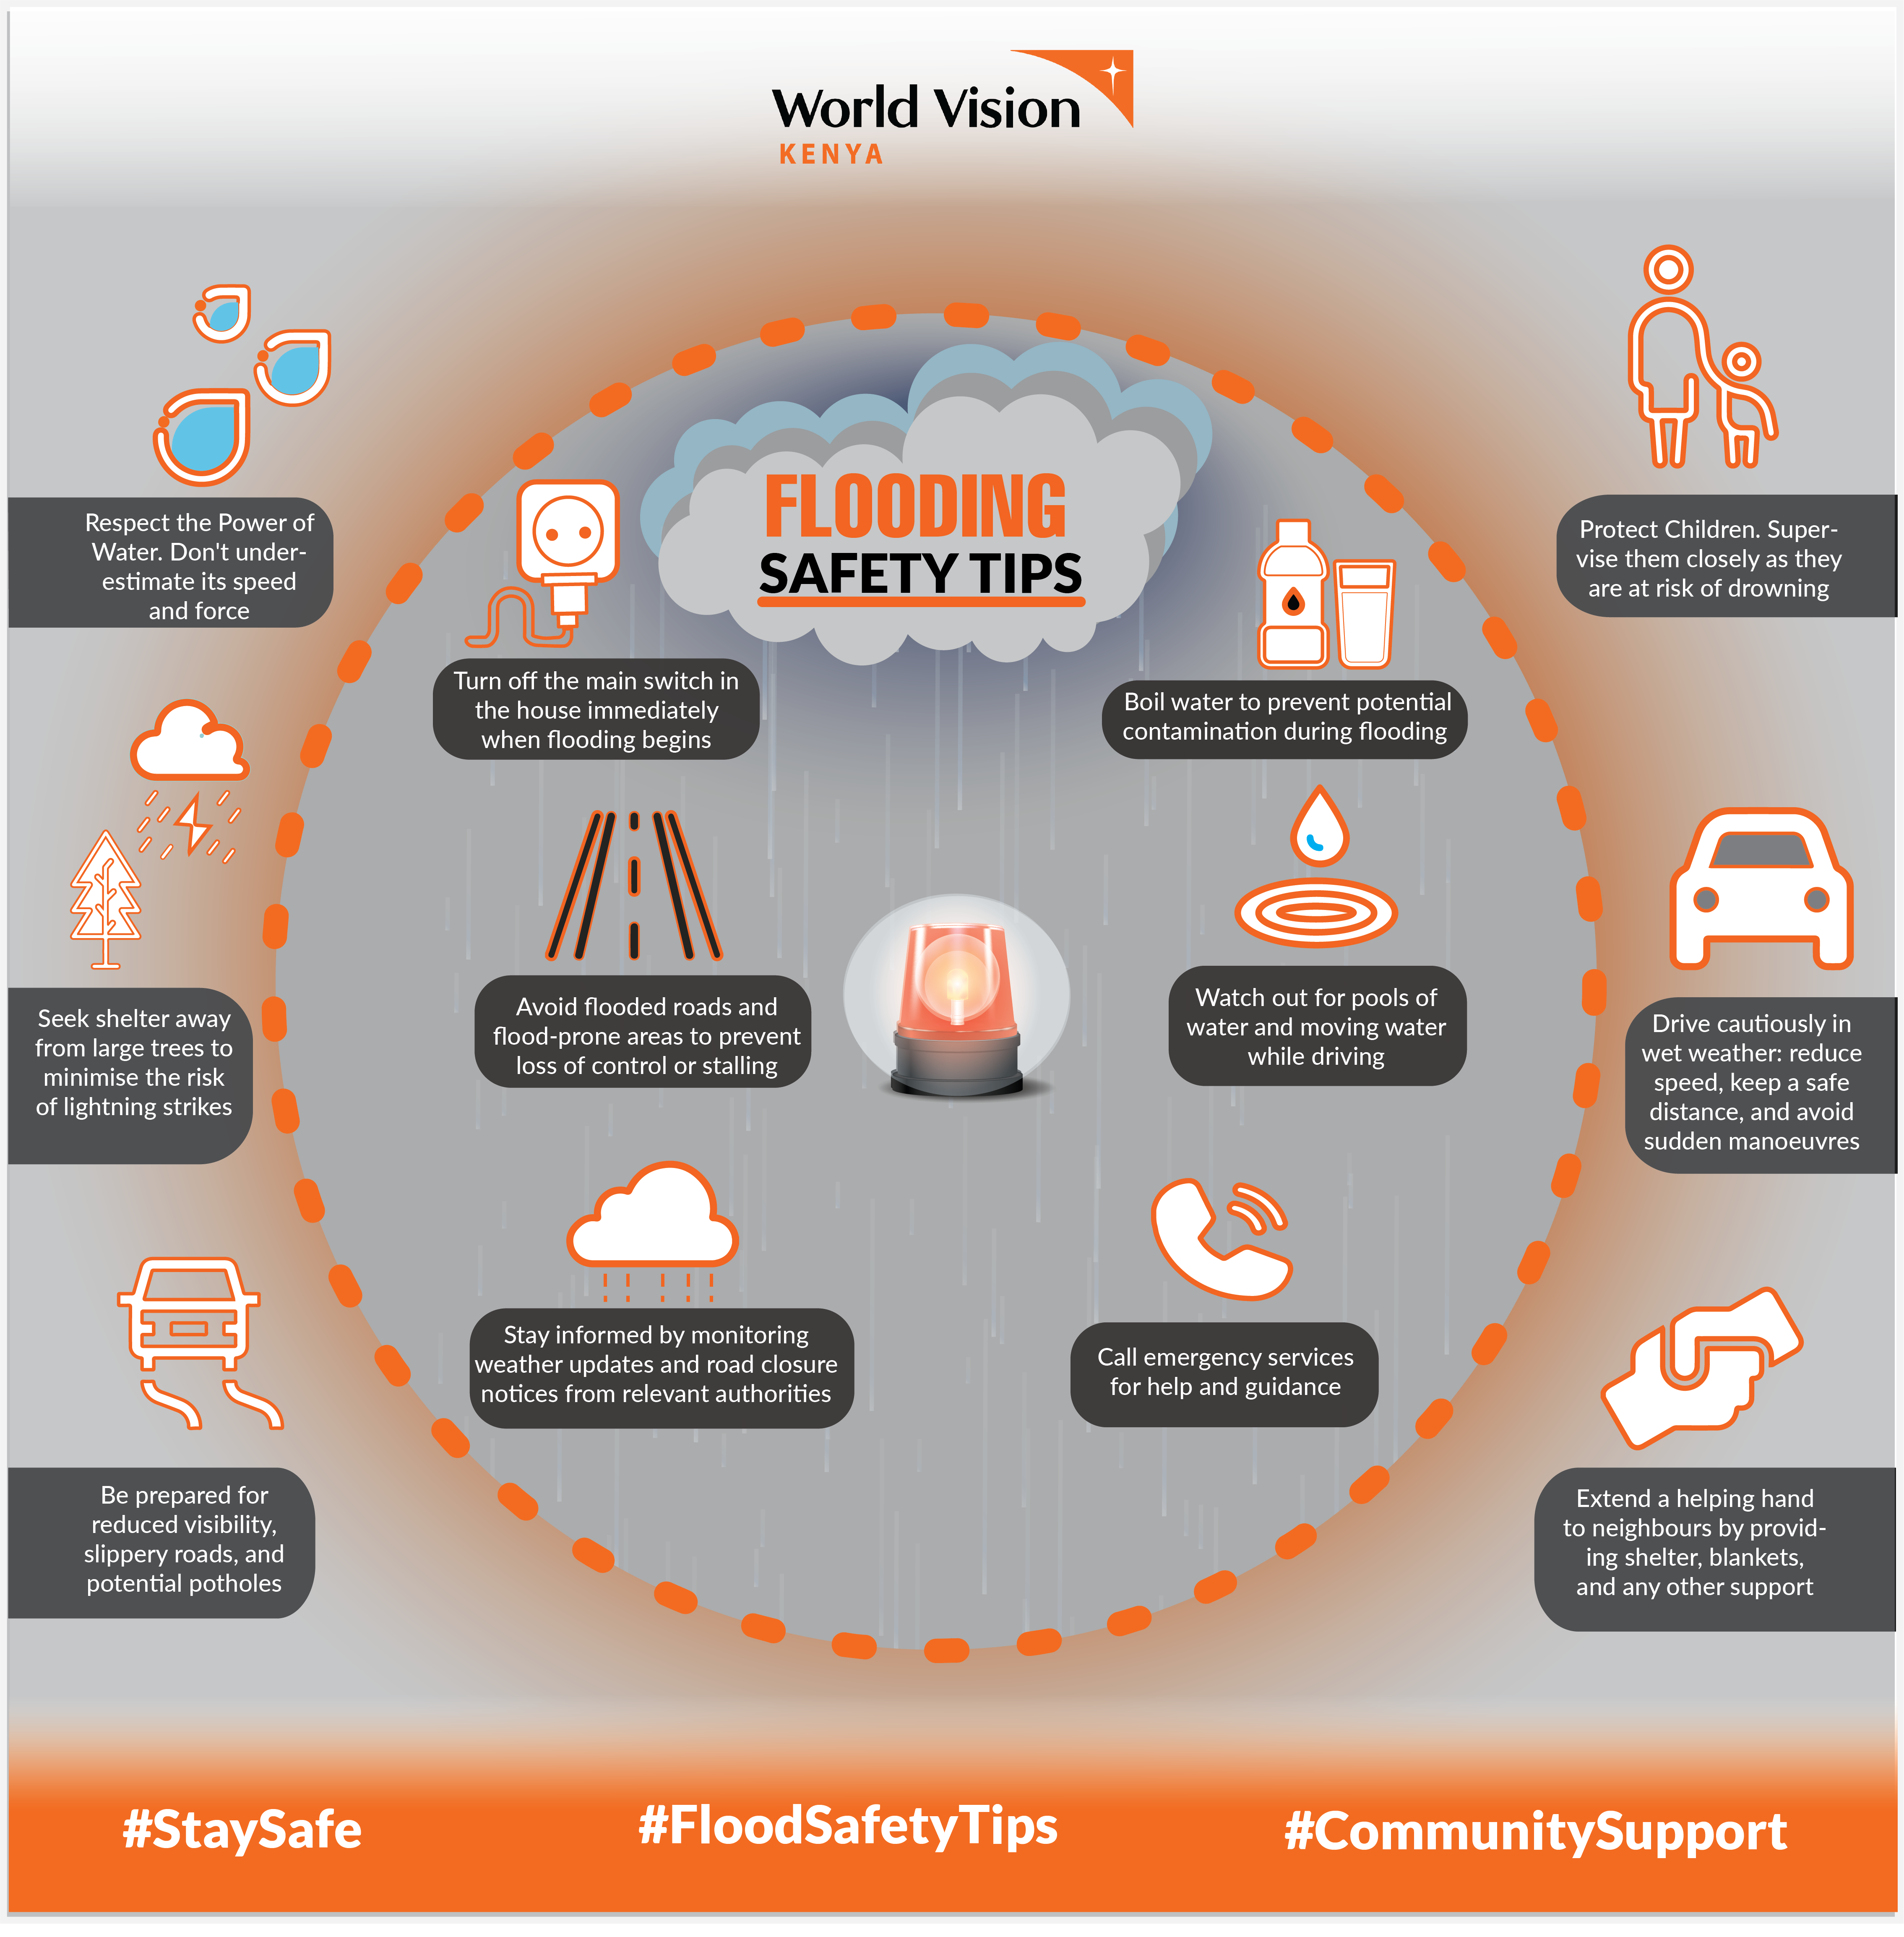 World Vision
KENYA
FLOODING
SAFETY TIPS
Respect the Power of
Water. Don't under-
estimate its speed
and force
Turn off the main switch in
the house immediately
when flooding begins
Boil water to prevent potential
contamination during flooding
Protect Children. Super-
vise them closely as they
are at risk of drowning
Seek shelter away
from large trees to
minimise the risk
of lightning strikes
Avoid flooded roads and
flood-prone areas to prevent
loss of control or stalling
Watch out for pools of
water and moving water
while driving
Drive cautiously in
wet weather: reduce
speed, keep a safe
distance, and avoid
sudden manoeuvres
Be prepared for
reduced visibility,
slippery roads, and
potential potholes
Stay informed by monitoring
weather updates and road closure
notices from relevant authorities
Call emergency services
for help and guidance
Extend a helping hand
to neighbours by provid-
ing shelter, blankets,
and any other support
#StaySafe
#FloodSafetyTips
#CommunitySupport